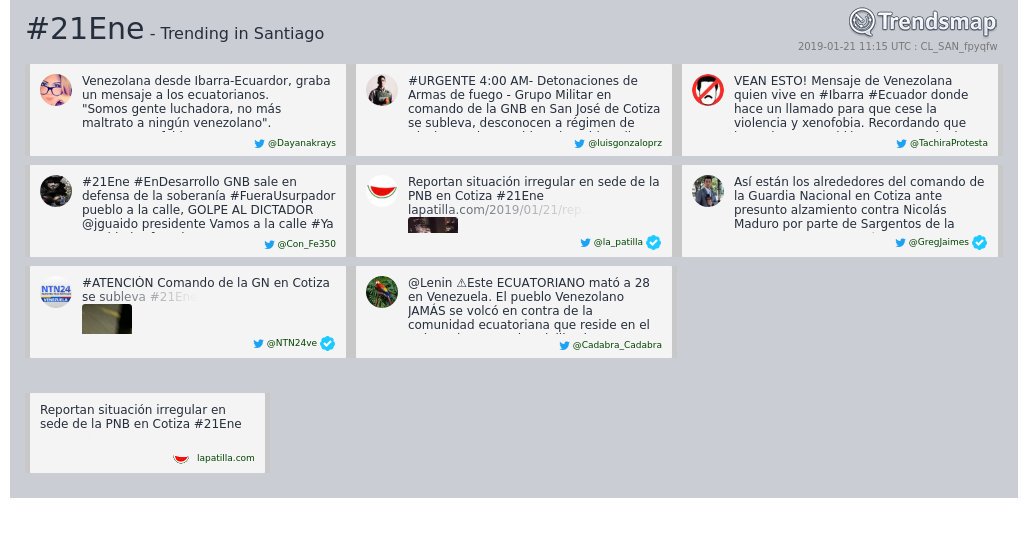 #21Ene - Trending in Santiago
Trendsmap
2019-01-21 11:15 UTC : CL_SAN_fpyqfw
Venezolana desde Ibarra-Ecuardor, graba
un mensaje a los ecuatorianos.
"Somos gente luchadora, no más
maltrato a ningún venezolano".
@Dayanakrays
#URGENTE 4:00 AM- Detonaciones de
Armas de fuego - Grupo Militar en
comando de la GNB en San José de Cotiza
se subleva, desconocen a régimen de
@luisgonzaloprz
VEAN ESTO! Mensaje de Venezolana
quien vive en #Ibarra #Ecuador donde
hace un llamado para que cese la
violencia y xenofobia. Recordando que
@TachiraProtesta
#21Ene #EnDesarrollo GNB sale en
defensa de la soberanía #FueraUsurpador
pueblo a la calle, GOLPE AL DICTADOR
@jguaido presidente Vamos a la calle #Ya
@Con_Fe350
Reportan situación irregular en sede de la
PNB en Cotiza #21Ene
lapatilla.com/2019/01/21/rep
@la_patilla
Así están los alrededores del comando de
la Guardia Nacional en Cotiza ante
presunto alzamiento contra Nicolás
Maduro por parte de Sargentos de la
@GregJaimes
NTN24
VENEZUELA
#ATENCIÓN Comando de la GN en Cotiza
se subleva #21Ene
@NTN24ve
@Lenin ⚠Este ECUATORIANO mató a 28
en Venezuela. El pueblo Venezolano
JAMÁS se volcó en contra de la
comunidad ecuatoriana que reside en el
@Cadabra_Cadabra
Reportan situación irregular en
sede de la PNB en Cotiza #21Ene
lapatilla.com